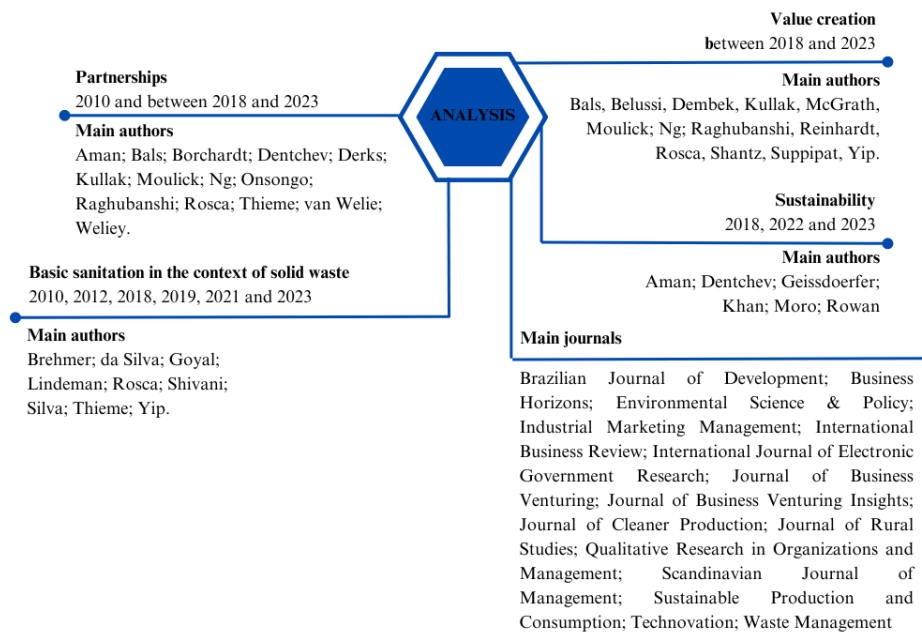 ANALYSIS
Partnerships
2010 and between 2018 and 2023
Main authors
Aman; Bals; Borchardt; Dentchev; Derks;
Kullak; Moulick; Ng; Onsongo;
Raghubanshi; Rosca; Thieme; van Welie;
Weliey.
Basic sanitation in the context of solid waste
2010, 2012, 2018, 2019, 2021 and 2023
Main authors
Brehmer; da Silva; Goyal;
Lindeman; Rosca; Shivani;
Silva; Thieme; Yip.
Value creation
between 2018 and 2023
Main authors
Bals, Belussi, Dembek, Kullak, McGrath,
Moulick; Ng; Raghubanshi, Reinhardt,
Rosca, Shantz, Suppipat, Yip.
Sustainability
2018, 2022 and 2023
Main authors
Aman; Dentchev; Geissdoerfer;
Khan; Moro; Rowan
Main journals
Brazilian Journal of Development; Business
Horizons; Environmental Science & Policy;
Industrial Marketing Management; International
Business Review; International Journal of Electronic
Government Research; Journal of Business
Venturing; Journal of Business Venturing Insights;
Journal of Cleaner Production; Journal of Rural
Studies; Qualitative Research in Organizations and
Management; Scandinavian Journal of
Management; Sustainable Production and
Consumption; Technovation; Waste Management